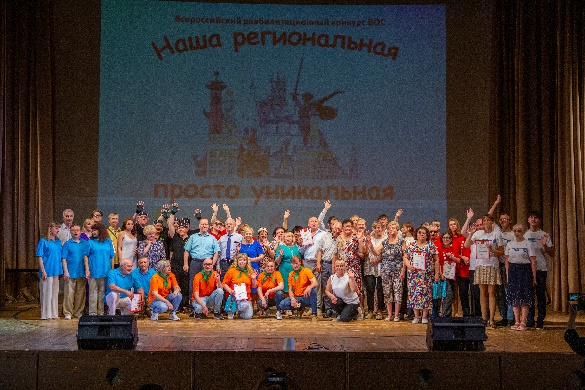 Всероссийский реабилитационный конкурс ВОС
Наша региональная
просто уникальная